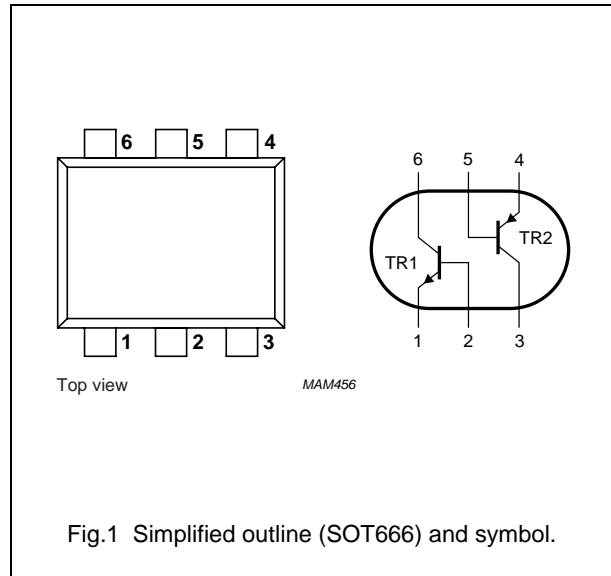 6 5 4
6 5 4
TR1 TR2
1 2 3
1 2 3
Top view
MAM456
Fig.1 Simplified outline (SOT666) and symbol.